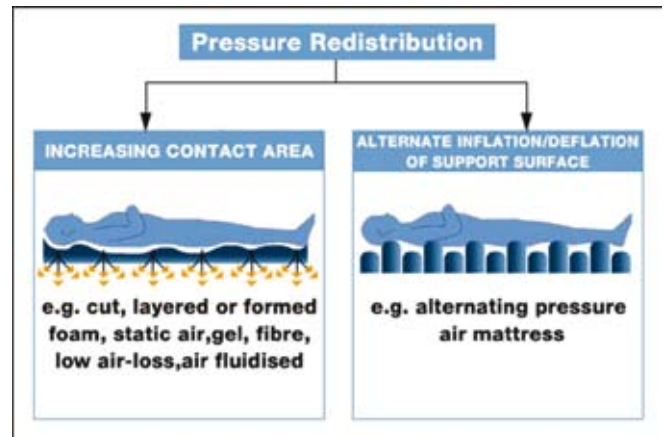 Pressure Redistribution
INCREASING CONTACT AREA
e.g. cut, layered or formed
foam, static air,gel, fibre,
low air-loss,air fluidised
ALTERNATE INFLATION/DEFLATION
OF SUPPORT SURFACE
e.g. alternating pressure
air mattress